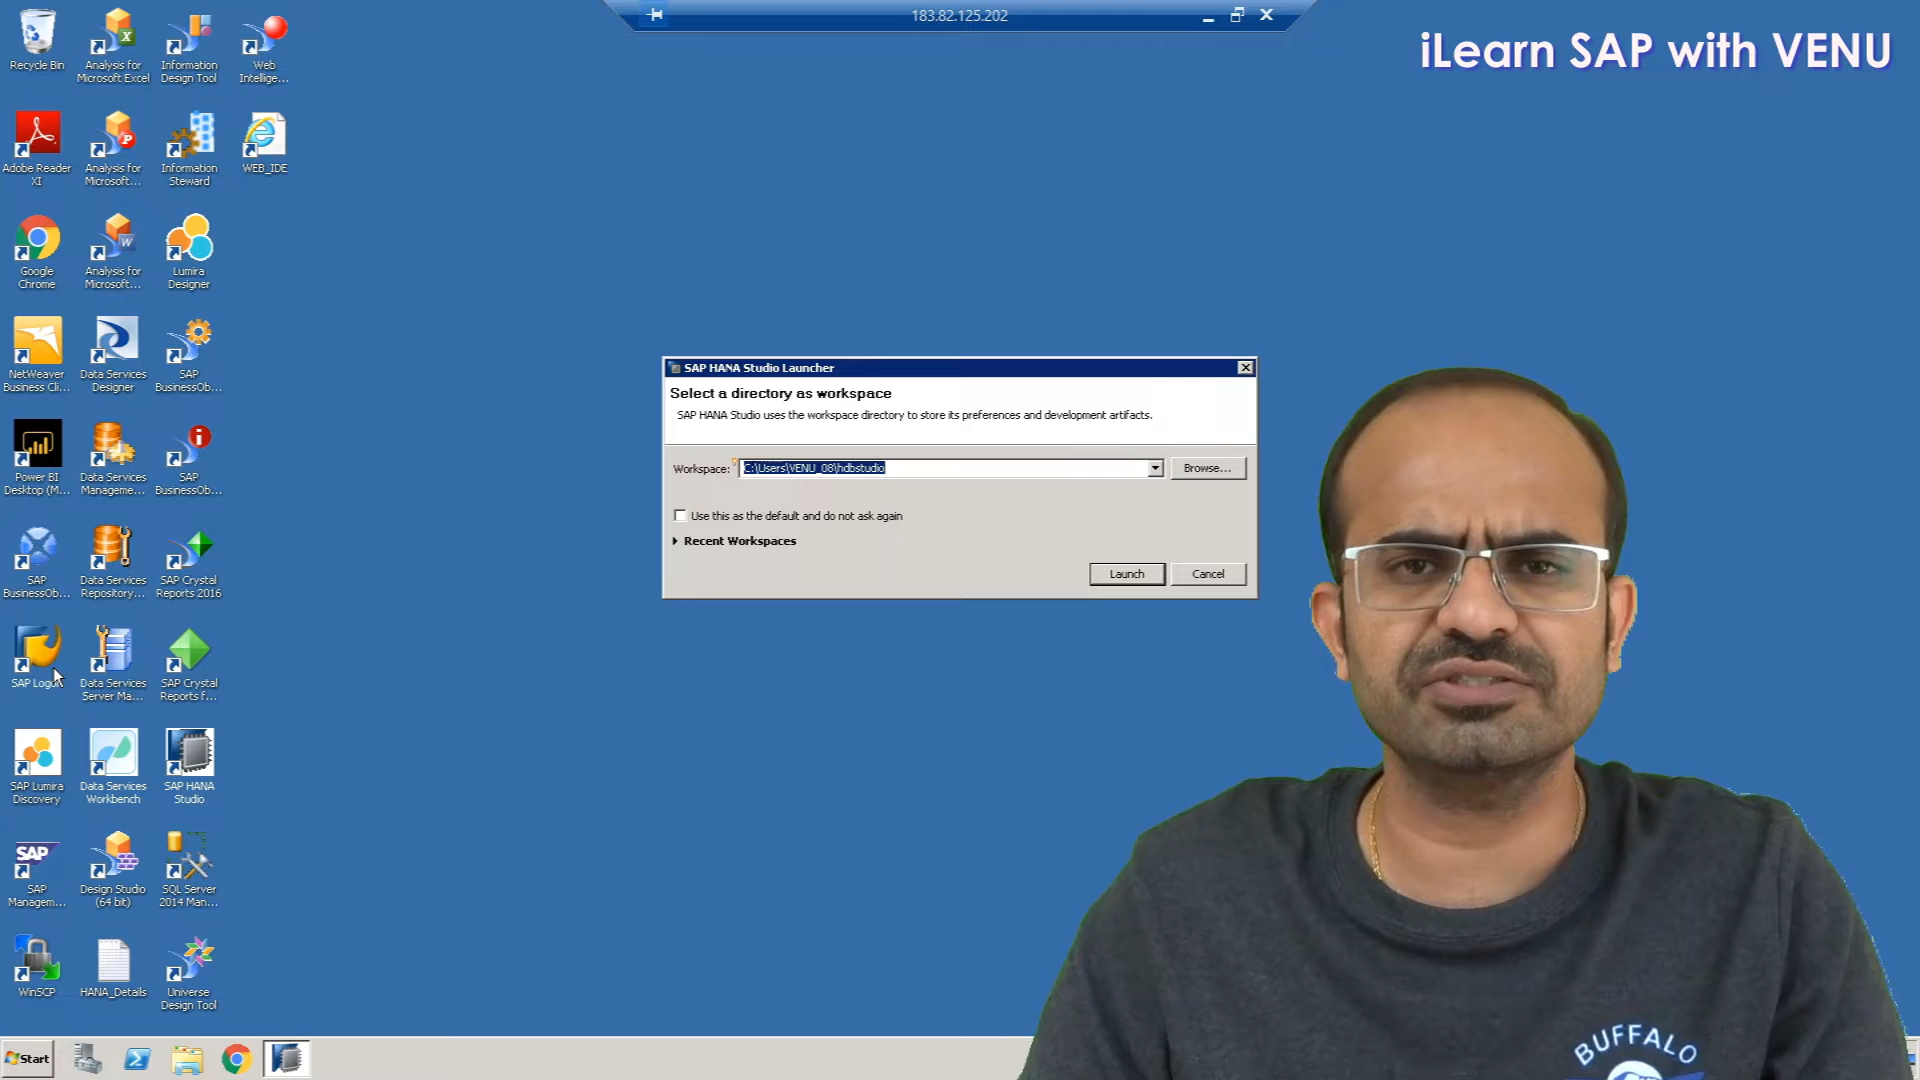 183.82.125.202
iLearn SAP with VENU
Recycle Bin
Analysis for
Microsoft Excel
Information
Design Tool
Web
Intellige...
Adobe Reader
XI
Analysis for
Microsoft...
Information
Steward
WEB_IDE
Google
Chrome
Analysis for
Microsoft...
Lumira
Designer
NetWeaver
Business Cli...
Data Services
Designer
SAP
BusinessOb...
Power BI
Desktop (M...
Data Services
Manageme...
SAP
BusinessOb...
SAP
BusinessOb...
Data Services
Repository...
SAP Crystal
Reports 2016
SAP Logon
Data Services
Server Ma...
SAP Crystal
Reports f...
SAP Lumira
Discovery
Data Services
Workbench
SAP HANA
Studio
SAP
SAP
Managem...
Design Studio
(64 bit)
SQL Server
2014 Man...
WinSCP
HANA_Details
Universe
Design Tool
SAP HANA Studio Launcher
Select a directory as workspace
SAP HANA Studio uses the workspace directory to store its preferences and development artifacts.
Workspace: C:\Users\VENU_08\hdbstudio Browse...
Use this as the default and do not ask again
Recent Workspaces
Launch Cancel
BUFFALO
Start